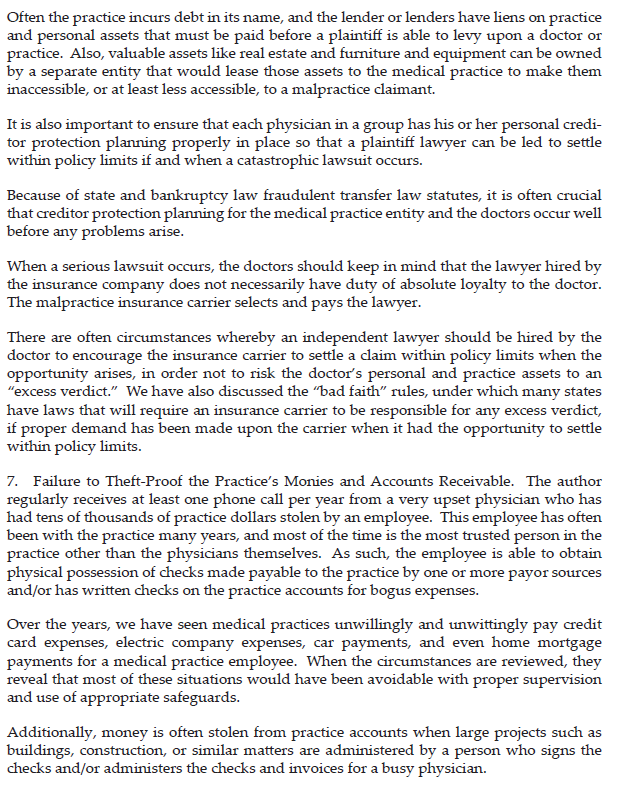 Often the practice incurs debt in its name, and the lender or lenders have liens on practice
and personal assets that must be paid before a plaintiff is able to levy upon a doctor or
practice. Also, valuable assets like real estate and furniture and equipment can be owned
by a separate entity that would lease those assets to the medical practice to make them
inaccessible, or at least less accessible, to a malpractice claimant.
It is also important to ensure that each physician in a group has his or her personal credi-
tor protection planning properly in place so that a plaintiff lawyer can be led to settle
within policy limits if and when a catastrophic lawsuit occurs.
Because of state and bankruptcy law fraudulent transfer law statutes, it is often crucial
that creditor protection planning for the medical practice entity and the doctors occur well
before any problems arise.
When a serious lawsuit occurs, the doctors should keep in mind that the lawyer hired by
the insurance company does not necessarily have duty of absolute loyalty to the doctor.
The malpractice insurance carrier selects and pays the lawyer.
There are often circumstances whereby an independent lawyer should be hired by the
doctor to encourage the insurance carrier to settle a claim within policy limits when the
opportunity arises, in order not to risk the doctor's personal and practice assets to an
“excess verdict.” We have also discussed the “bad faith” rules, under which many states
have laws that will require an insurance carrier to be responsible for any excess verdict,
if proper demand has been made upon the carrier when it had the opportunity to settle
within policy limits.
7. Failure to Theft-Proof the Practice's Monies and Accounts Receivable. The author
regularly receives at least one phone call per year from a very upset physician who has
had tens of thousands of practice dollars stolen by an employee. This employee has often
been with the practice many years, and most of the time is the most trusted person in the
practice other than the physicians themselves. As such, the employee is able to obtain
physical possession of checks made payable to the practice by one or more payor sources
and/or has written checks on the practice accounts for bogus expenses.
Over the years, we have seen medical practices unwillingly and unwittingly pay credit
card expenses, electric company expenses, car payments, and even home mortgage
payments for a medical practice employee. When the circumstances are reviewed, they
reveal that most of these situations would have been avoidable with proper supervision
and use of appropriate safeguards.
Additionally, money is often stolen from practice accounts when large projects such as
buildings, construction, or similar matters are administered by a person who signs the
checks and/or administers the checks and invoices for a busy physician.